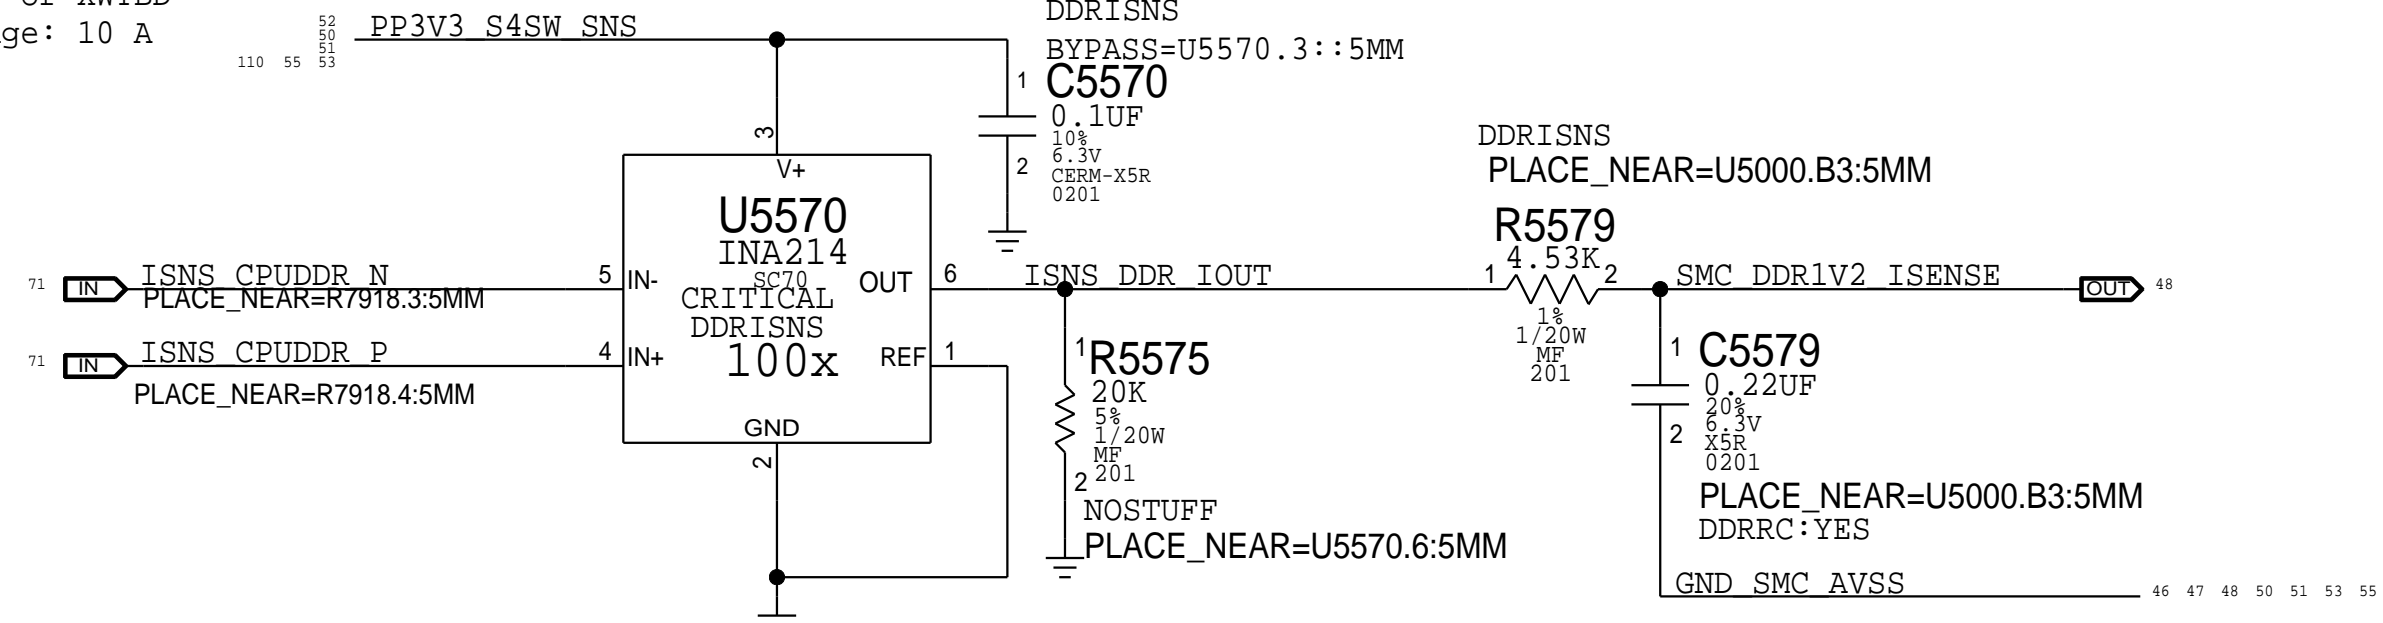 ge: 10 A
52
50
51
110 55 53
PP3V3_S4SW_SNS
DDRISNS
BYPASS=U5570.3::5MM
1
C5570
0.1UF
10%
6.3V
2
CERM-X5R
0201
3
V+
U5570
INA214
SC70
CRITICAL
DDRISNS
100x
71
IN
ISNS_CPUDDR_N
PLACE_NEAR=R7918.3:5MM
5
IN-
71
IN
ISNS_CPUDDR_P
PLACE_NEAR=R7918.4:5MM
4
IN+
OUT
6
REF
1
GND
2
ISNS_DDR_IOUT
1
R5575
20K
5%
1/20W
MF
201
2
NOSTUFF
PLACE_NEAR=U5570.6:5MM
DDRISNS
PLACE_NEAR=U5000.B3:5MM
R5579
4.53K
1
2
1%
1/20W
MF
201
SMC_DDR1V2_ISENSE
OUT
48
1
C5579
0.22UF
20%
6.3V
2
X5R
0201
PLACE_NEAR=U5000.B3:5MM
DDRRC:YES
GND_SMC_AVSS
46 47 48 50 51 53 55